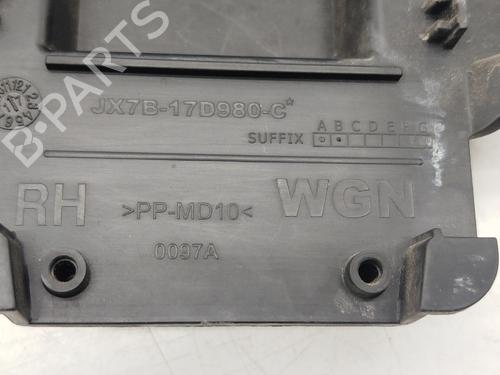 B-PARTS
JX7B-17D980-C*
A B C D E F G
SUFFIX
RH
>PP-MD10<
WGN
0097A